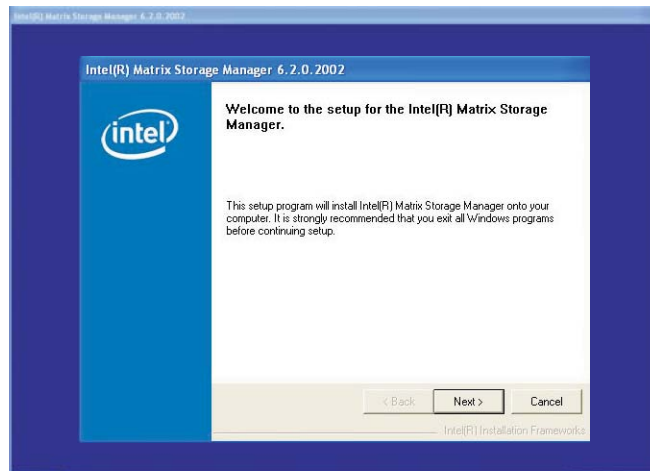 Intel(R) Matrix Storage Manager 6.2.0.2002
Intel(R) Matrix Storage Manager 6.2.0.2002
intel
Welcome to the setup for the Intel(R) Matrix Storage
Manager.
This setup program will install Intel(R) Matrix Storage Manager onto your
computer. It is strongly recommended that you exit all Windows programs
before continuing setup.
< Back
Next >
Cancel
Intel(R) Installation Frameworks